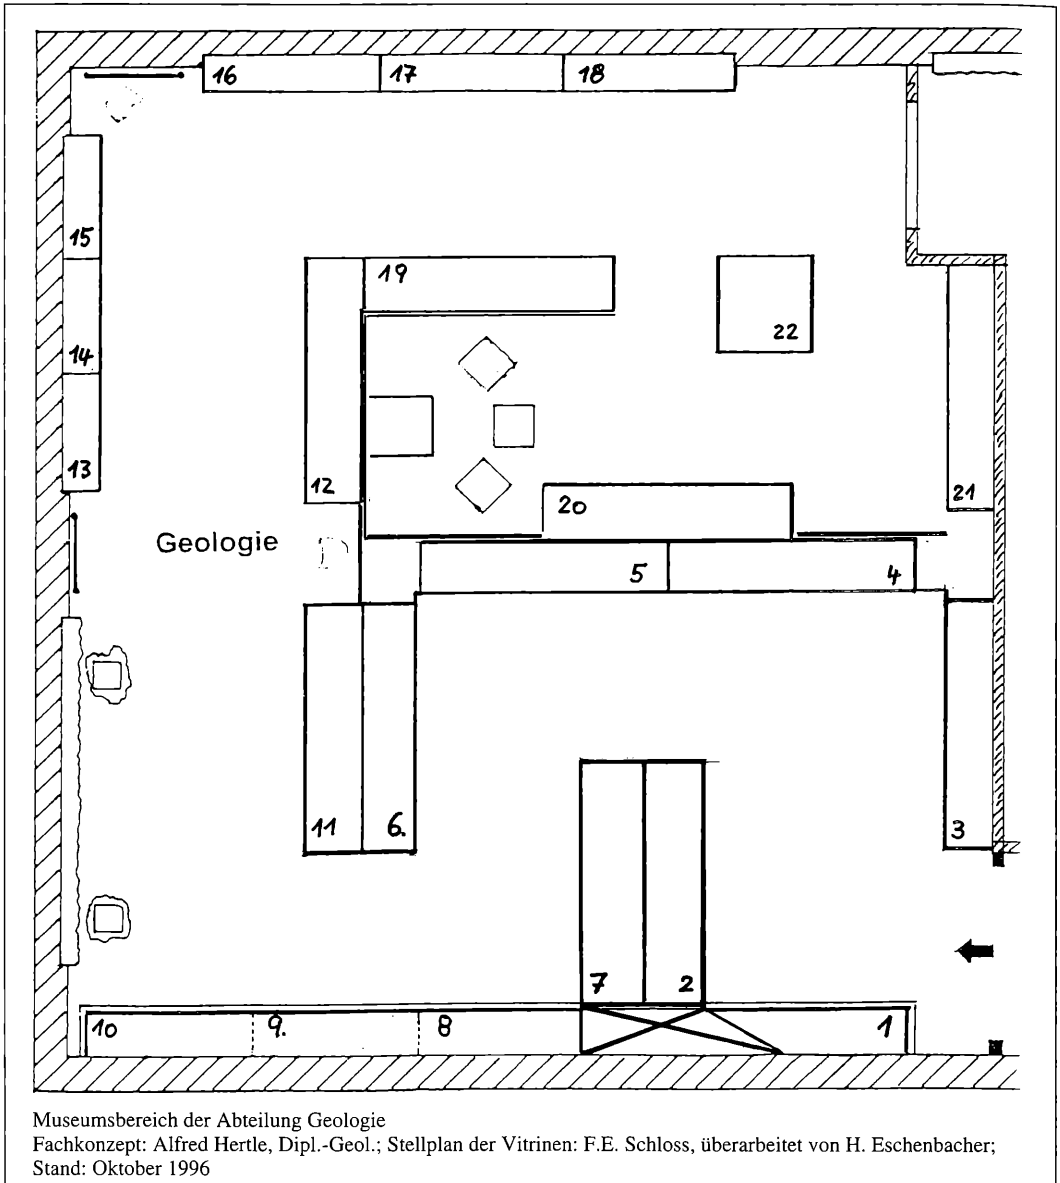 16 17 18
15
19
14
22
13
12
21
20
Geologie
5 4
11 6. 3
7 2
10 9. 8 1
Museumsbereich der Abteilung Geologie
Fachkonzept: Alfred Hertle, Dipl.-Geol.; Stellplan der Vitrinen: F.E. Schloss, überarbeitet von H. Eschenbacher;
Stand: Oktober 1996